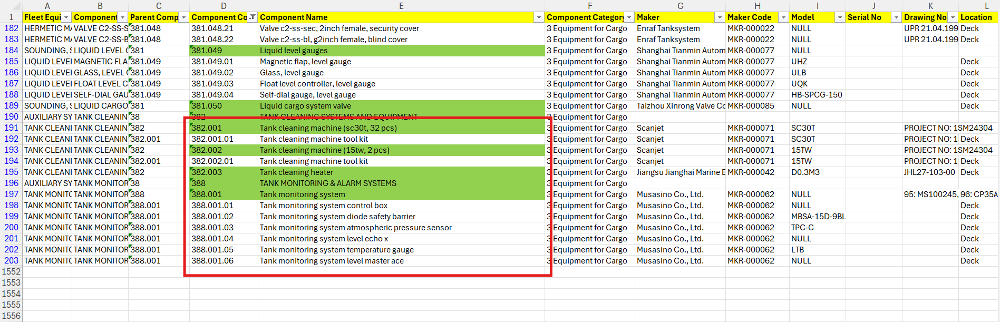 A B C D E F G H I J K L
1 Fleet Equi Component Parent Comp Component Co Component Name Component Category Maker Maker Code Model Serial No Drawing No Location
182 HERMETIC MA VALVE C2-SS-S 381.048 381.048.21 Valve c2-ss-sec, 2inch female, security cover 3 Equipment for Cargo Enraf Tanksystem MKR-000022 NULL UPR 21.04.199 Deck
183 HERMETIC MA VALVE C2-SS-B 381.048 381.048.22 Valve c2-ss-bl, g2inch female, blind cover 3 Equipment for Cargo Enraf Tanksystem MKR-000022 NULL UPR 21.04.199 Deck
184 SOUNDING, S LIQUID LEVEL G 381 381.049 Liquid level gauges 3 Equipment for Cargo Shanghai Tianmin Autom MKR-000077 NULL
185 LIQUID LEVEL MAGNETIC FLA 381.049 381.049.01 Magnetic flap, level gauge 3 Equipment for Cargo Shanghai Tianmin Autom MKR-000077 UHZ Deck
186 LIQUID LEVEL GLASS, LEVEL G 381.049 381.049.02 Glass, level gauge 3 Equipment for Cargo Shanghai Tianmin Autom MKR-000077 ULB Deck
187 LIQUID LEVEL FLOAT LEVEL C 381.049 381.049.03 Float level controller, level gauge 3 Equipment for Cargo Shanghai Tianmin Autom MKR-000077 UQK Deck
188 LIQUID LEVEL SELF-DIAL GAU 381.049 381.049.04 Self-dial gauge, level gauge 3 Equipment for Cargo Shanghai Tianmin Autom MKR-000077 HB-SPCG-150 Deck
189 SOUNDING, S LIQUID CARGO 381 381.050 Liquid cargo system valve 3 Equipment for Cargo Taizhou Xinrong Valve Co MKR-000085 NULL Deck
190 AUXILIARY SY TANK CLEANIN 38 382 TANK CLEANING SYSTEMS AND EQUIPMENT 3 Equipment for Cargo
191 TANK CLEANI TANK CLEANIN 382 382.001 Tank cleaning machine (sc30t, 32 pcs) 3 Equipment for Cargo Scanjet MKR-000071 SC30T PROJECT NO: 1SM24304
192 TANK CLEANI TANK CLEANIN 382.001 382.001.01 Tank cleaning machine tool kit 3 Equipment for Cargo Scanjet MKR-000071 SC30T PROJECT NO: 1 Deck
193 TANK CLEANI TANK CLEANIN 382 382.002 Tank cleaning machine (15tw, 2 pcs) 3 Equipment for Cargo Scanjet MKR-000071 15TW PROJECT NO: 1SM24304
194 TANK CLEANI TANK CLEANIN 382.001 382.002.01 Tank cleaning machine tool kit 3 Equipment for Cargo Scanjet MKR-000071 15TW PROJECT NO: 1 Deck
195 TANK CLEANI TANK CLEANIN 382 382.003 Tank cleaning heater 3 Equipment for Cargo Jiangsu Jianghai Marine E MKR-000042 D0.3M3 JHL27-103-00 Deck
196 AUXILIARY SY TANK MONITOR 38 388 TANK MONITORING & ALARM SYSTEMS 3 Equipment for Cargo
197 TANK MONITO TANK MONITOR 388 388.001 Tank monitoring system 3 Equipment for Cargo Musasino Co., Ltd. MKR-000062 NULL 95: MS100245, 96: CP35A
198 TANK MONITO TANK MONITOR 388.001 388.001.01 Tank monitoring system control box 3 Equipment for Cargo Musasino Co., Ltd. MKR-000062 NULL Deck
199 TANK MONITO TANK MONITOR 388.001 388.001.02 Tank monitoring system diode safety barrier 3 Equipment for Cargo Musasino Co., Ltd. MKR-000062 MBSA-15D-9BL Deck
200 TANK MONITO TANK MONITOR 388.001 388.001.03 Tank monitoring system atmospheric pressure sensor 3 Equipment for Cargo Musasino Co., Ltd. MKR-000062 TPC-C Deck
201 TANK MONITO TANK MONITOR 388.001 388.001.04 Tank monitoring system level echo x 3 Equipment for Cargo Musasino Co., Ltd. MKR-000062 NULL Deck
202 TANK MONITO TANK MONITOR 388.001 388.001.05 Tank monitoring system temperature gauge 3 Equipment for Cargo Musasino Co., Ltd. MKR-000062 LTB Deck
203 TANK MONITO TANK MONITOR 388.001 388.001.06 Tank monitoring system level master ace 3 Equipment for Cargo Musasino Co., Ltd. MKR-000062 NULL Deck
1552
1553
1554
1555
1556